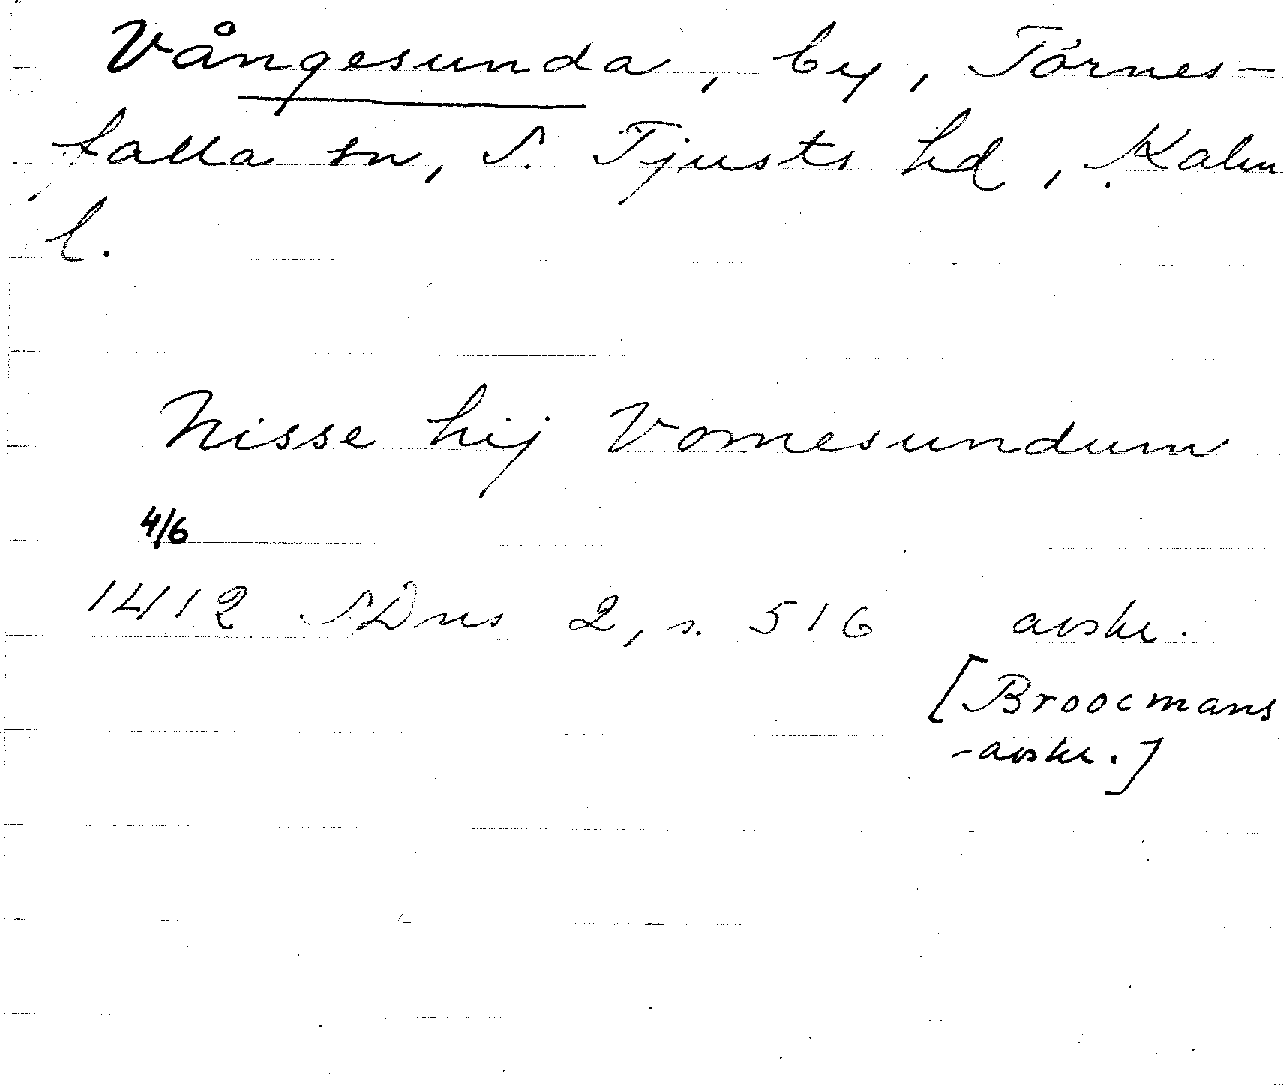 Vångesunda, by, Törnes-
falla sn, S. Tjusts hd, Kalm
l.
Nisse hij Vomesundum
4/6
1412 SDns 2, s. 516 avskr.
[Broocmans
-avskr.]